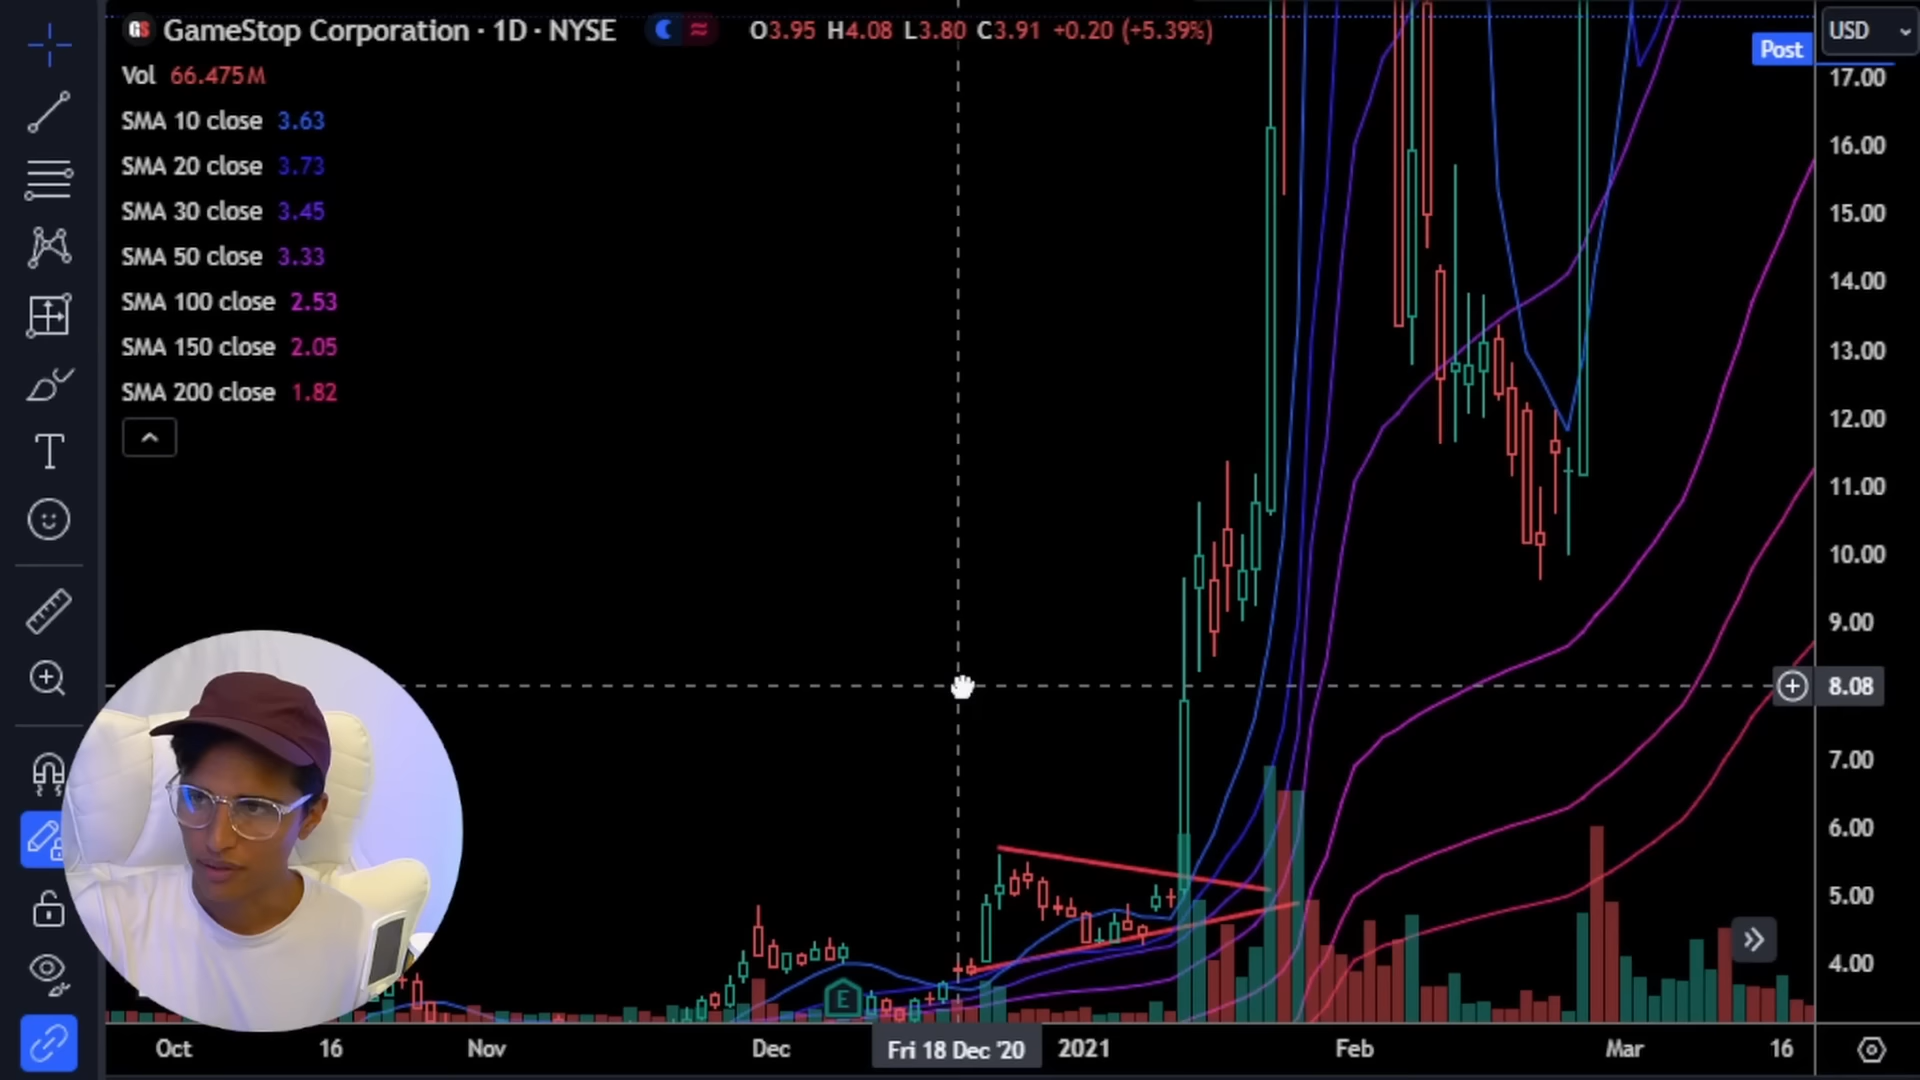 GameStop Corporation · 1D · NYSE
O3.95 H4.08 L3.80 C3.91 +0.20 (+5.39%)
USD
Post
Vol 66.475M
SMA 10 close 3.63
SMA 20 close 3.73
SMA 30 close 3.45
SMA 50 close 3.33
SMA 100 close 2.53
SMA 150 close 2.05
SMA 200 close 1.82
17.00
16.00
15.00
14.00
13.00
12.00
11.00
10.00
9.00
8.08
7.00
6.00
5.00
4.00
E
Oct 16 Nov Dec Fri 18 Dec '20 2021 Feb Mar 16